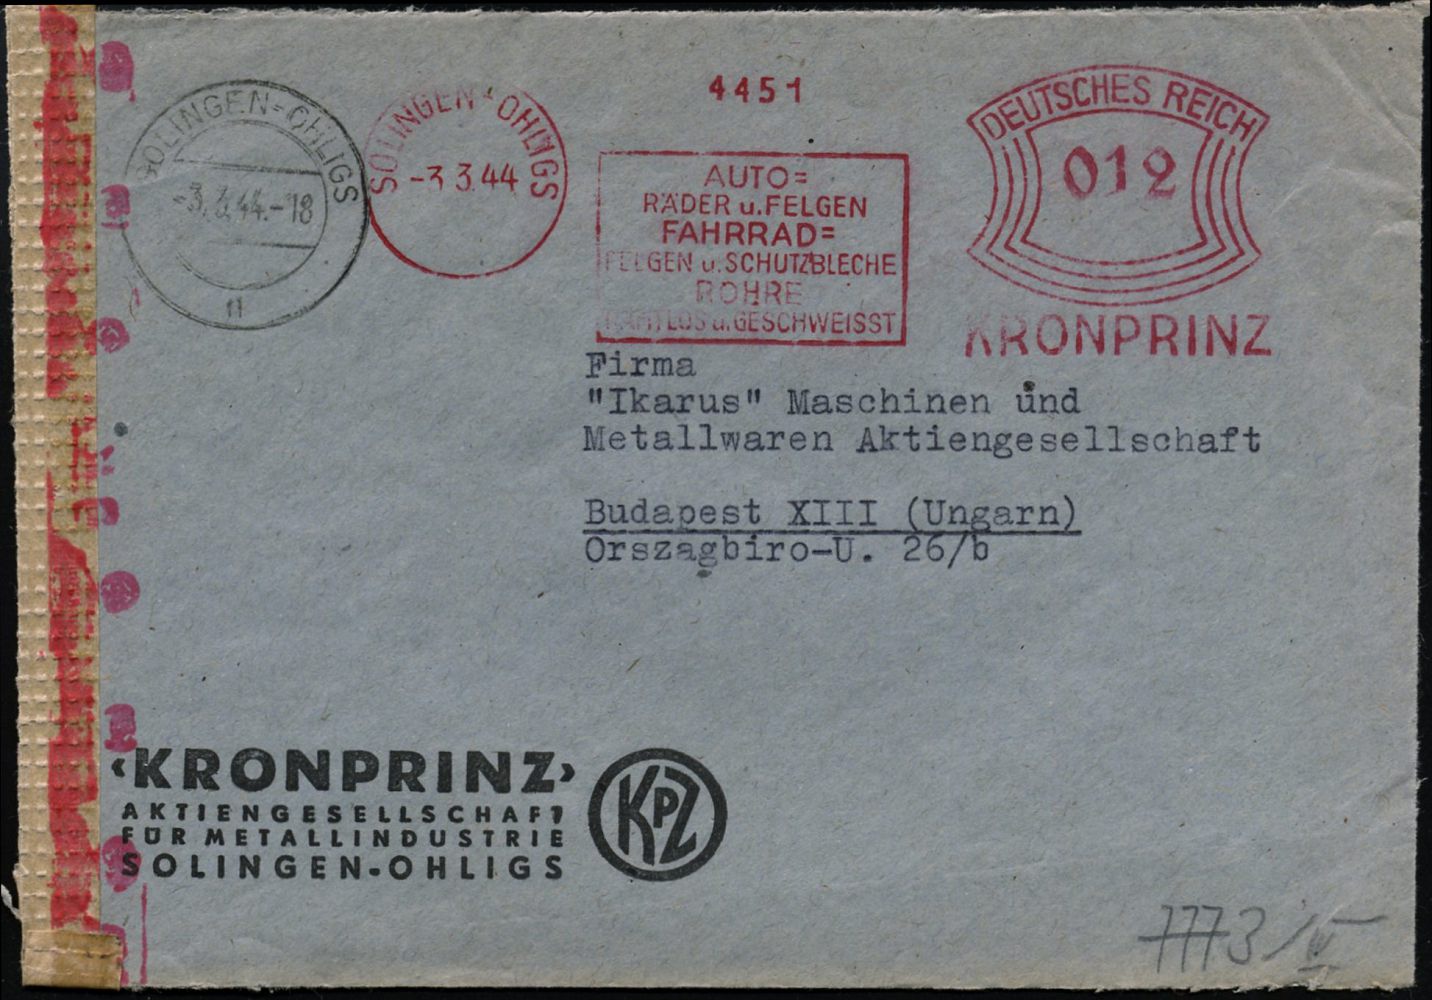 SOLINGEN-OHLIGS
-3.3.44.-18
n
SOLINGEN-OHLIGS
-3 3.44
4451
AUTO=
RÄDER u. FELGEN
FAHRRAD=
FELGEN u. SCHUTZBLECHE
ROHRE
NAHTLOS u. GESCHWEISST
DEUTSCHES REICH
012
KRONPRINZ
Firma
"Ikarus" Maschinen und
Metallwaren Aktiengesellschaft
Budapest XIII (Ungarn)
Orszagbiro-U. 26/b
‹KRONPRINZ›
AKTIENGESELLSCHAFT
FÜR METALLINDUSTRIE
SOLINGEN-OHLIGS
KPZ